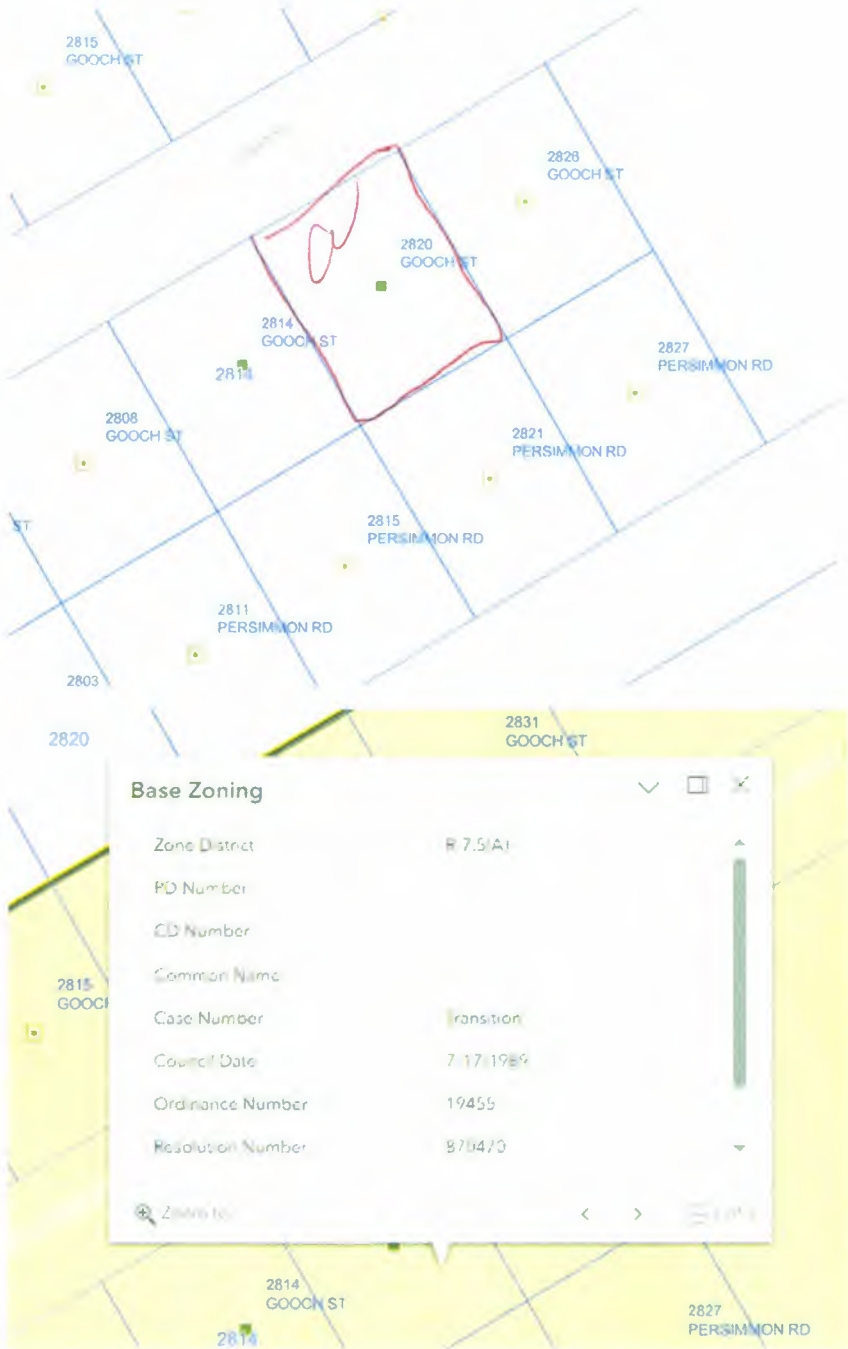 2815
GOOCH ST
2826
GOOCH ST
2820
GOOCH ST
2814
GOOCH ST
2814
2827
PERSIMMON RD
2808
GOOCH ST
2821
PERSIMMON RD
ST
2815
PERSIMMON RD
2811
PERSIMMON RD
2803
2820
2831
GOOCH ST
Base Zoning
Zone District R-7.5(A)
PD Number
CD Number
Common Name
Case Number Transition
Council Date 7/17/1989
Ordinance Number 19455
Resolution Number 870470
Zoom to
2815
GOOCH
2814
GOOCH ST
2814
2827
PERSIMMON RD